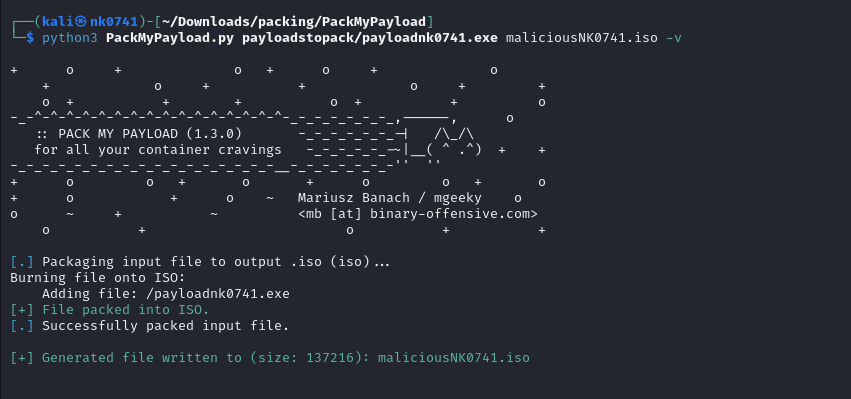 ┌──(kali㉿nk0741)-[~/Downloads/packing/PackMyPayload]
└─$ python3 PackMyPayload.py payloadstopack/payloadnk0741.exe maliciousNK0741.iso -v

+      o     +              o   +      o     +              o
    +             o     +           +             o     +         +
    o  +           +        +           o  +           +          o
-_-^-^-^-^-^-^-^-^-^-^-^-^-^-^-^-^-^-_-_-_-_-_-_-_,------,      o
   :: PACK MY PAYLOAD (1.3.0)       -_-_-_-_-_-_-|   /\_/\
   for all your container cravings   -_-_-_-_-_-~|__( ^ .^)  +    +
-_-_-_-_-_-_-_-_-_-_-_-_-_-_-_-_-__-_-_-_-_-_-_-''  ''
+      o         o   +       o       +      o         o   +       o
+      o            +      o    ~   Mariusz Banach / mgeeky    o
o      ~     +           ~          <mb [at] binary-offensive.com>
    o           +                         o           +           +

[.] Packaging input file to output .iso (iso)...
Burning file onto ISO:
    Adding file: /payloadnk0741.exe
[+] File packed into ISO.
[.] Successfully packed input file.

[+] Generated file written to (size: 137216): maliciousNK0741.iso